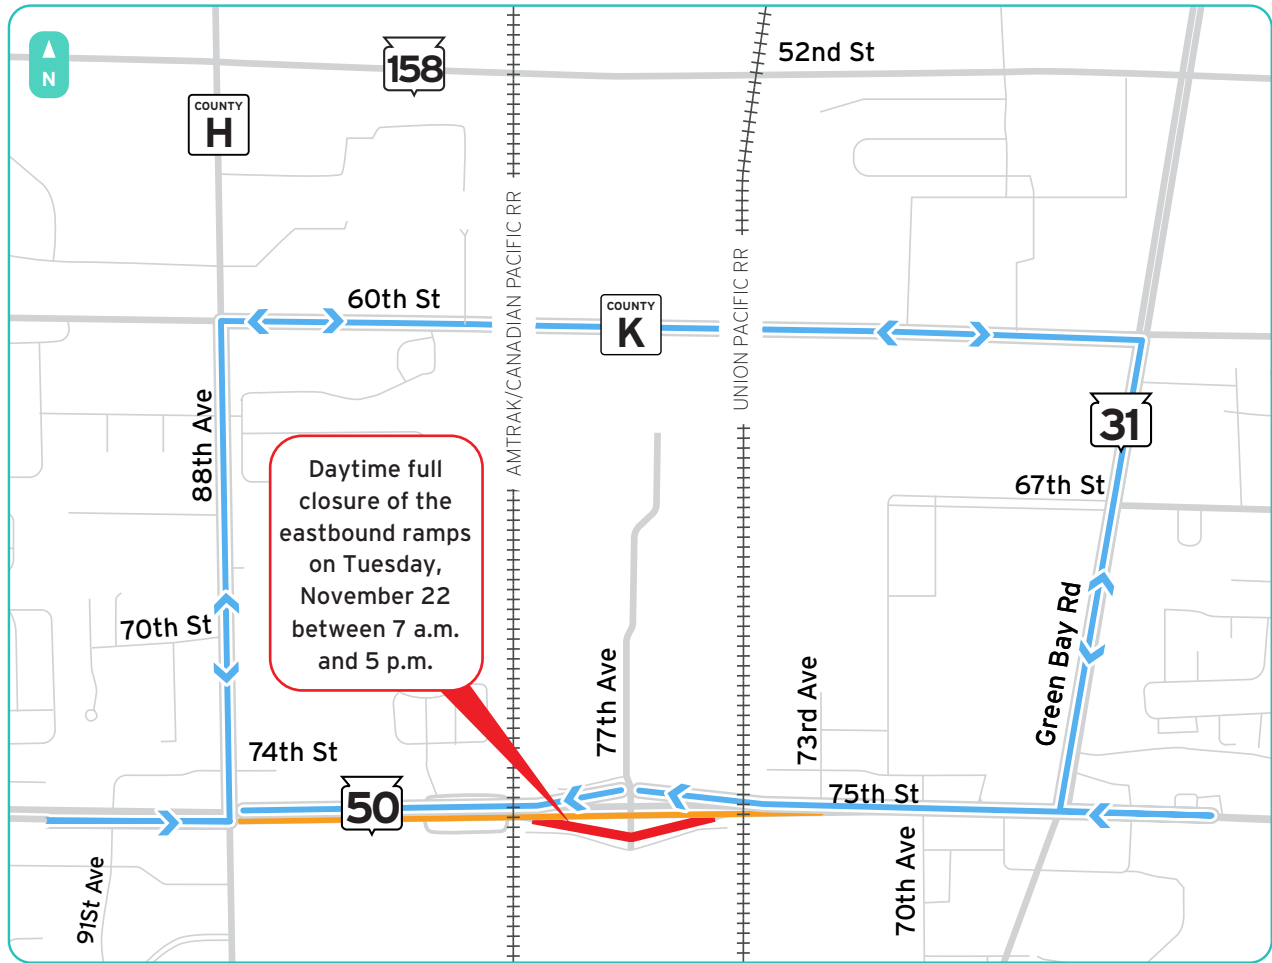 N
158
52nd St
COUNTY
H
AMTRAK/CANADIAN PACIFIC RR
UNION PACIFIC RR
60th St
COUNTY
K
88th Ave
31
67th St
Daytime full
closure of the
eastbound ramps
on Tuesday,
November 22
between 7 a.m.
and 5 p.m.
70th St
Green Bay Rd
77th Ave
73rd Ave
74th St
50
75th St
91St Ave
70th Ave